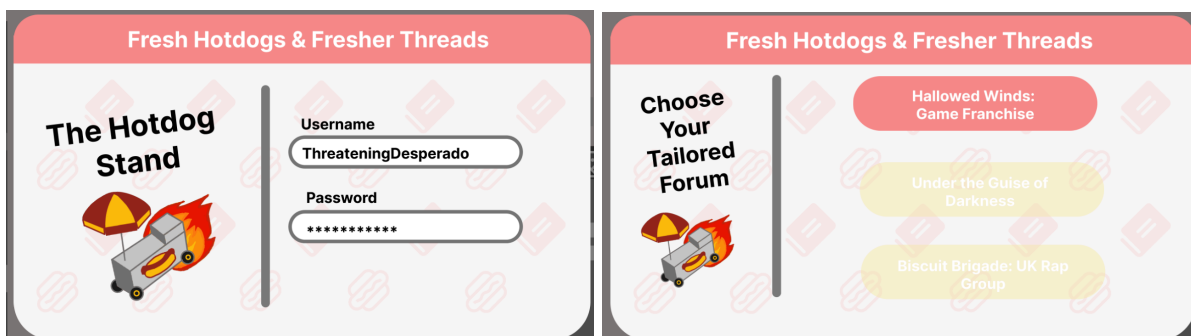 Fresh Hotdogs & Fresher Threads
The Hotdog
Stand
Username
ThreateningDesperado
Password
***********
Fresh Hotdogs & Fresher Threads
Choose
Your
Tailored
Forum
Hallowed Winds:
Game Franchise
Under the Guise of
Darkness
Biscuit Brigade: UK Rap
Group